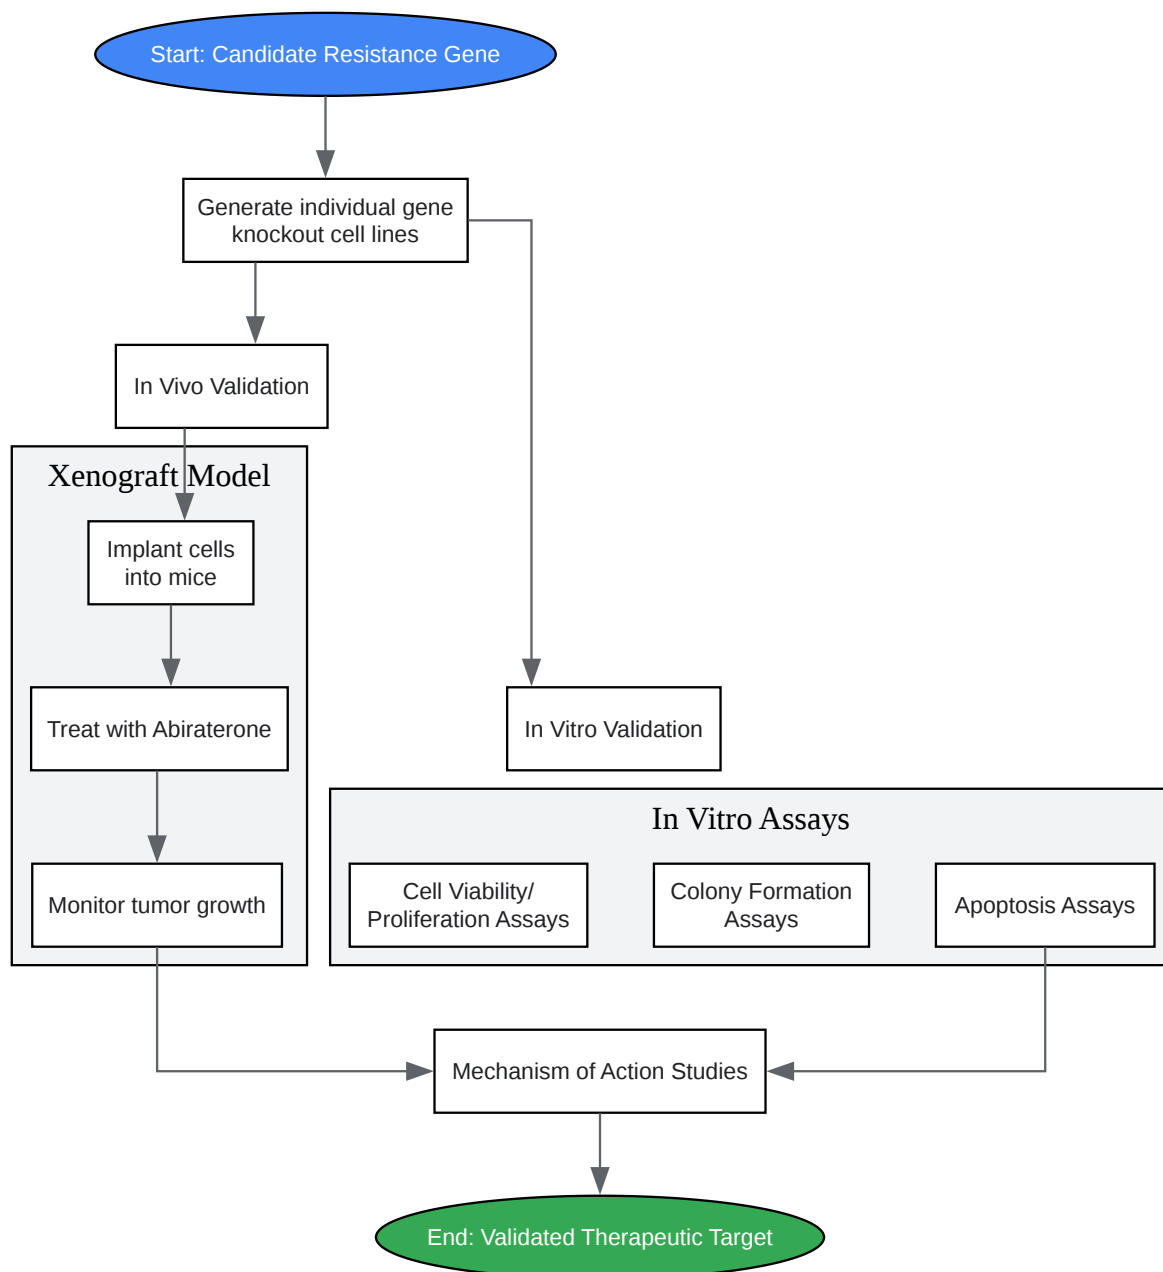 Start: Candidate Resistance Gene
Generate individual gene
knockout cell lines
In Vivo Validation
Xenograft Model
Implant cells
into mice
Treat with Abiraterone
In Vitro Validation
In Vitro Assays
Monitor tumor growth
Cell Viability/
Proliferation Assays
Colony Formation
Assays
Apoptosis Assays
Mechanism of Action Studies
End: Validated Therapeutic Target